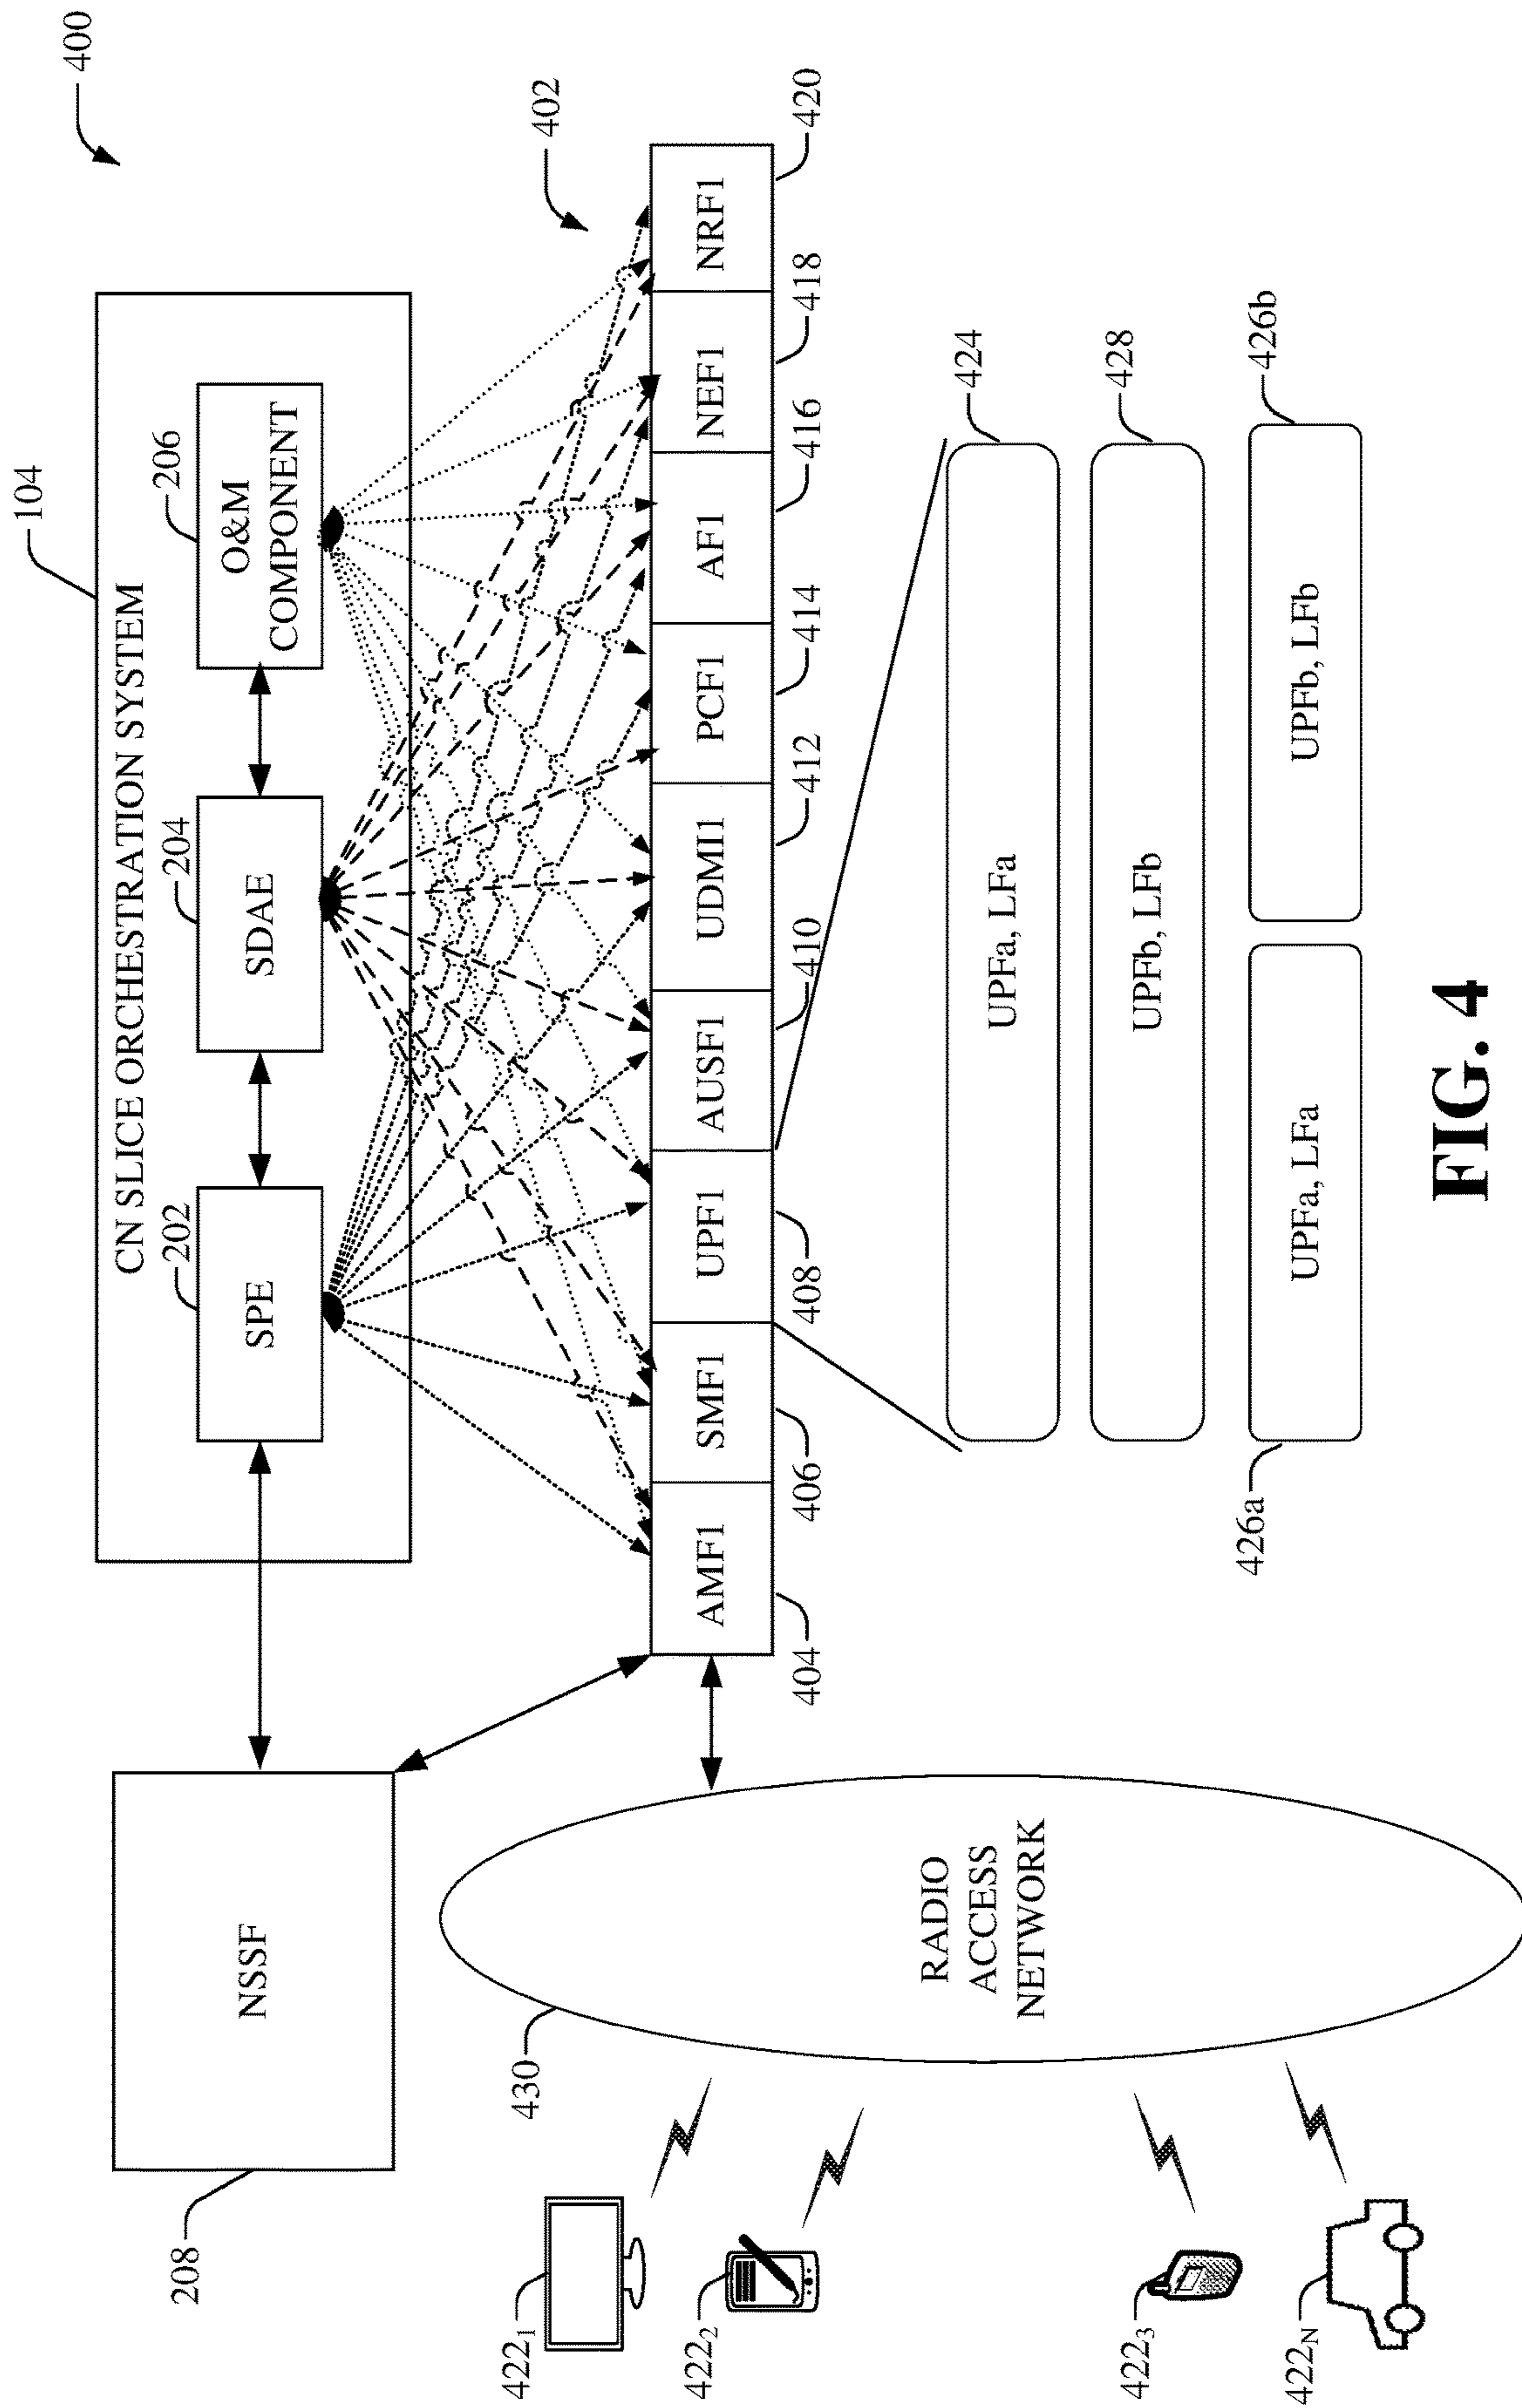 400
104
CN SLICE ORCHESTRATION SYSTEM
202
SPE
204
SDAE
206
O&M
COMPONENT
208
NSSF
402
AMF1
SMF1
UPF1
AUSF1
UDMI1
PCF1
AF1
NEF1
NRF1
404
406
408
410
412
414
416
418
420
430
RADIO
ACCESS
NETWORK
422₁
422₂
422₃
422N
424
UPFa, LFa
428
UPFb, LFb
426a
UPFa, LFa
UPFb, LFb
426b
FIG. 4